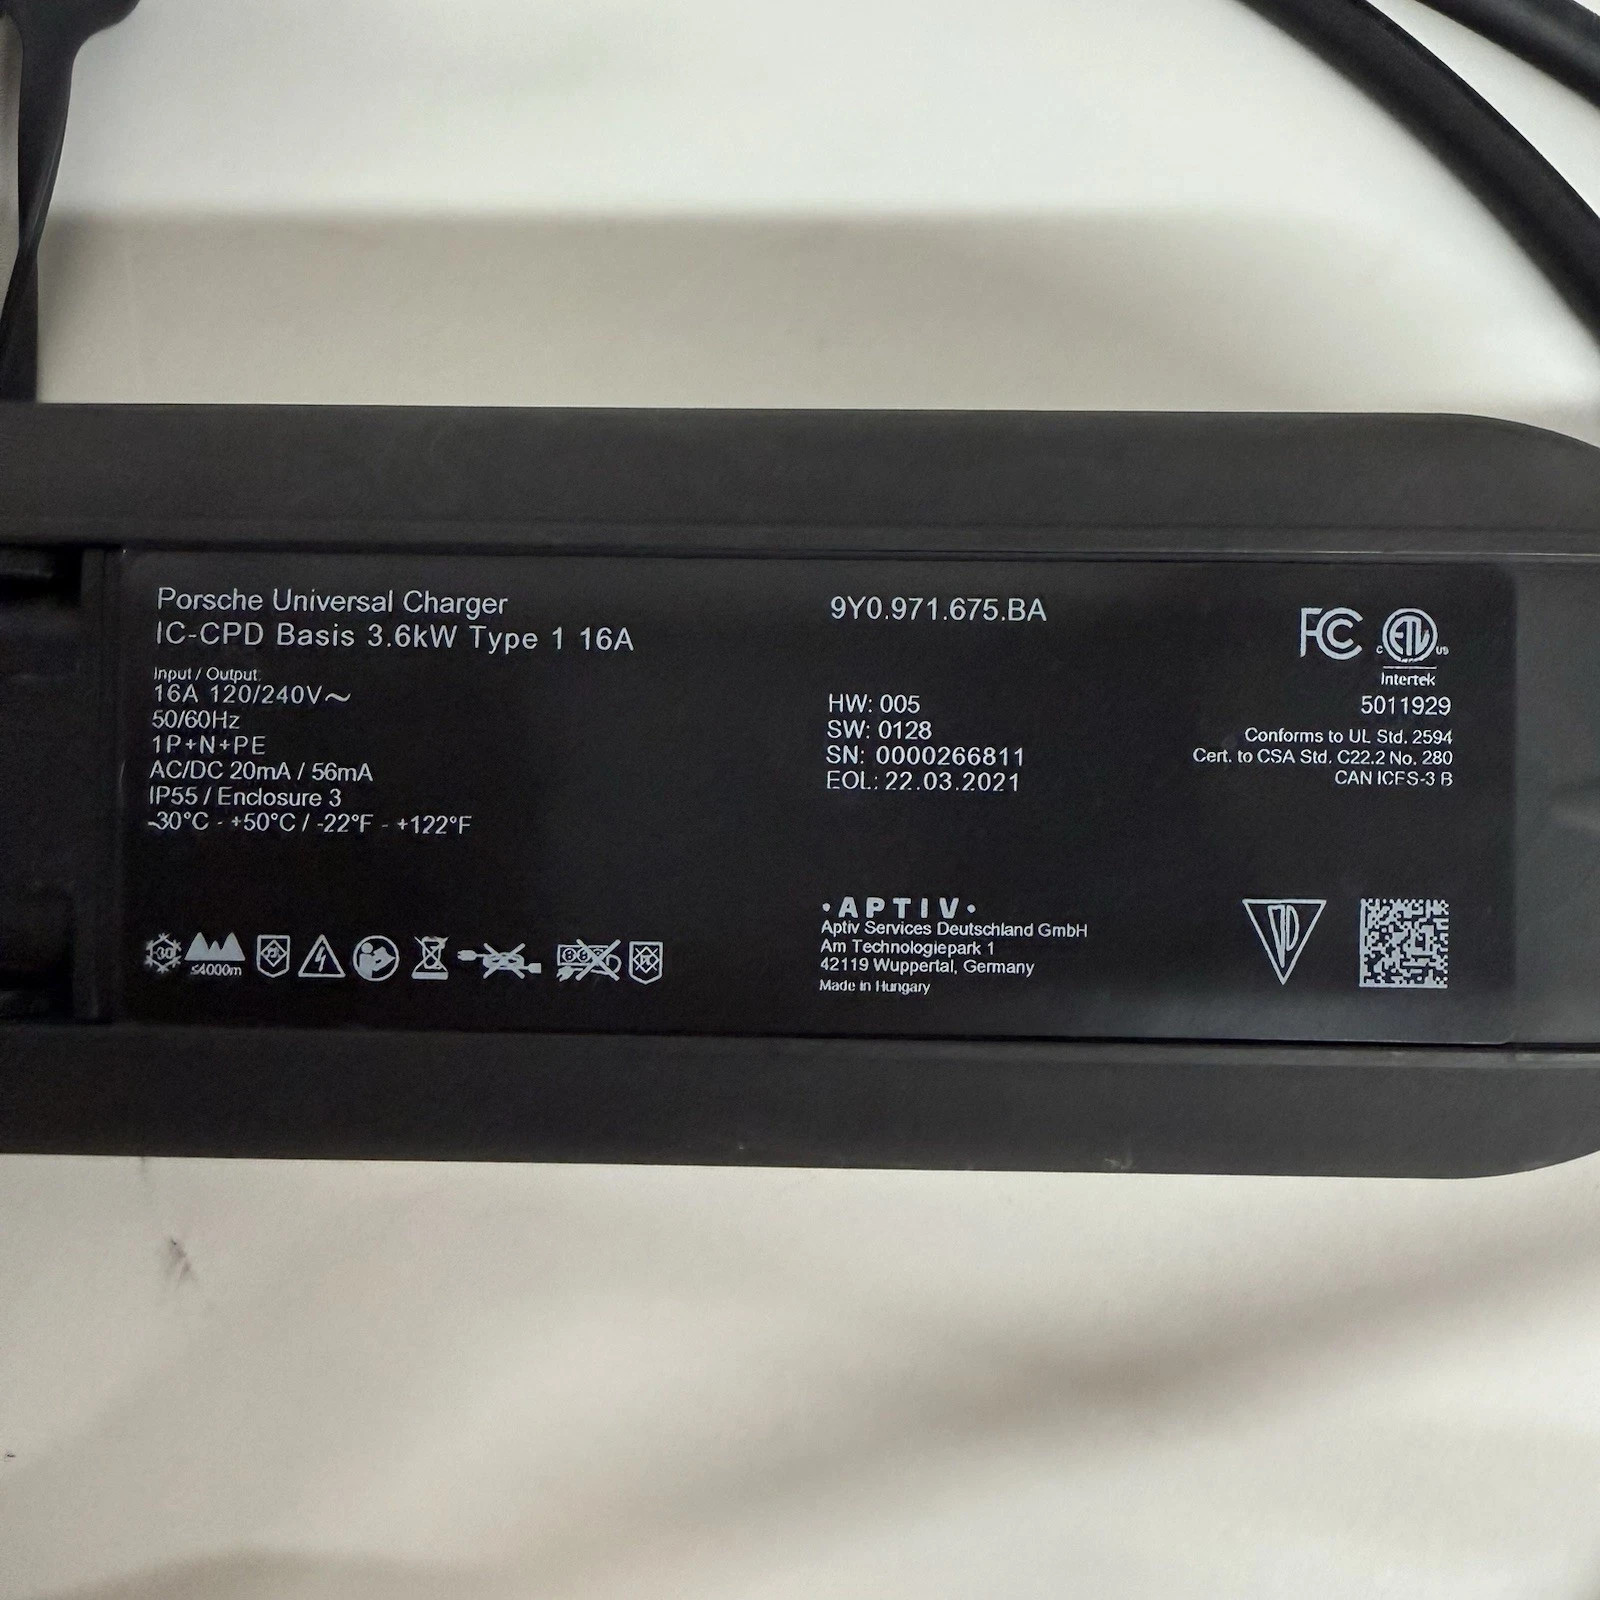 Porsche Universal Charger
IC-CPD Basis 3.6kW Type 1 16A
Input / Output:
16A 120/240V~
50/60Hz
1P+N+PE
AC/DC 20mA / 56mA
IP55 / Enclosure 3
-30°C - +50°C / -22°F - +122°F
-30
≤4000m
9Y0.971.675.BA
HW: 005
SW: 0128
SN: 0000266811
EOL: 22.03.2021
• APTIV •
Aptiv Services Deutschland GmbH
Am Technologiepark 1
42119 Wuppertal, Germany
Made in Hungary
FC
C ETL US
Intertek
5011929
Conforms to UL Std. 2594
Cert. to CSA Std. C22.2 No. 280
CAN ICES-3 B